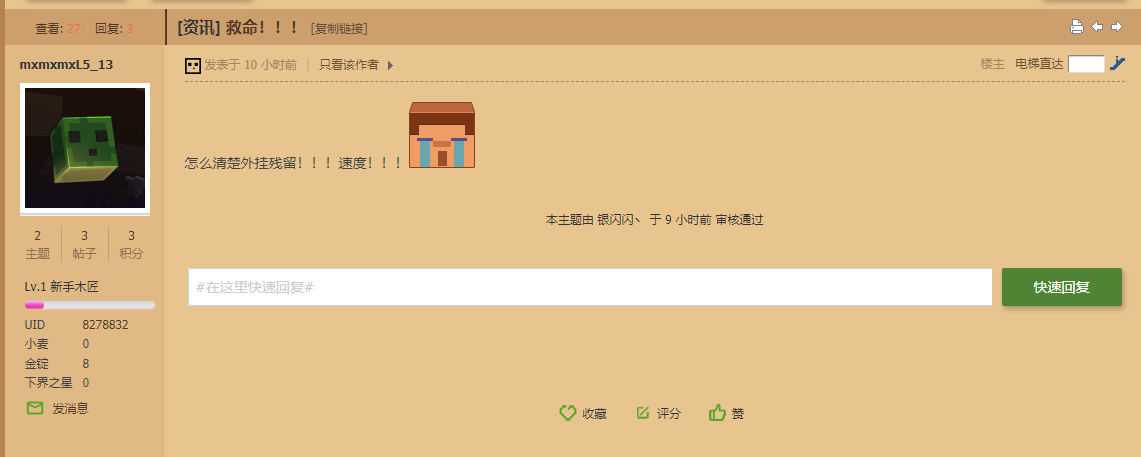 查看: 27 | 回复: 3
[资讯] 救命！！！ [复制链接]
mxmxmxL5_13
发表于 10 小时前 | 只看该作者
楼主 电梯直达
怎么清楚外挂残留！！！速度！！！
本主题由 银闪闪丶 于 9 小时前 审核通过
2 3 3
主题 帖子 积分
Lv.1 新手木匠
UID 8278832
小麦 0
金锭 8
下界之星 0
发消息
#在这里快速回复#
快速回复
收藏 评分 赞